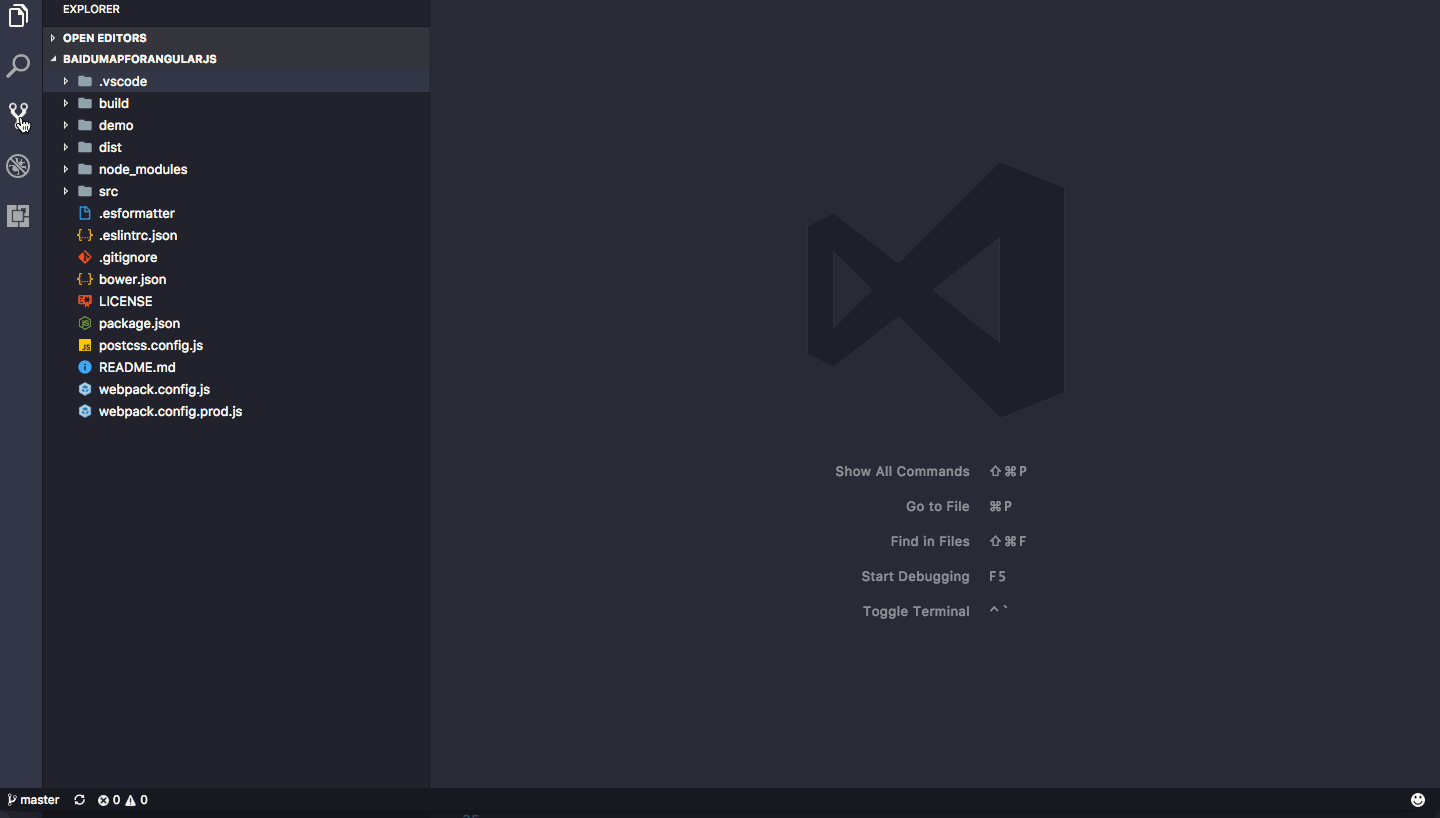 EXPLORER
OPEN EDITORS
BAIDUMAPFORANGULARJS
.vscode
build
demo
dist
node_modules
src
.esformatter
{..} .eslintrc.json
.gitignore
{..} bower.json
LICENSE
package.json
JS postcss.config.js
README.md
webpack.config.js
webpack.config.prod.js
Show All Commands ⇧⌘P
Go to File ⌘P
Find in Files ⇧⌘F
Start Debugging F5
Toggle Terminal ^`
master 0 0